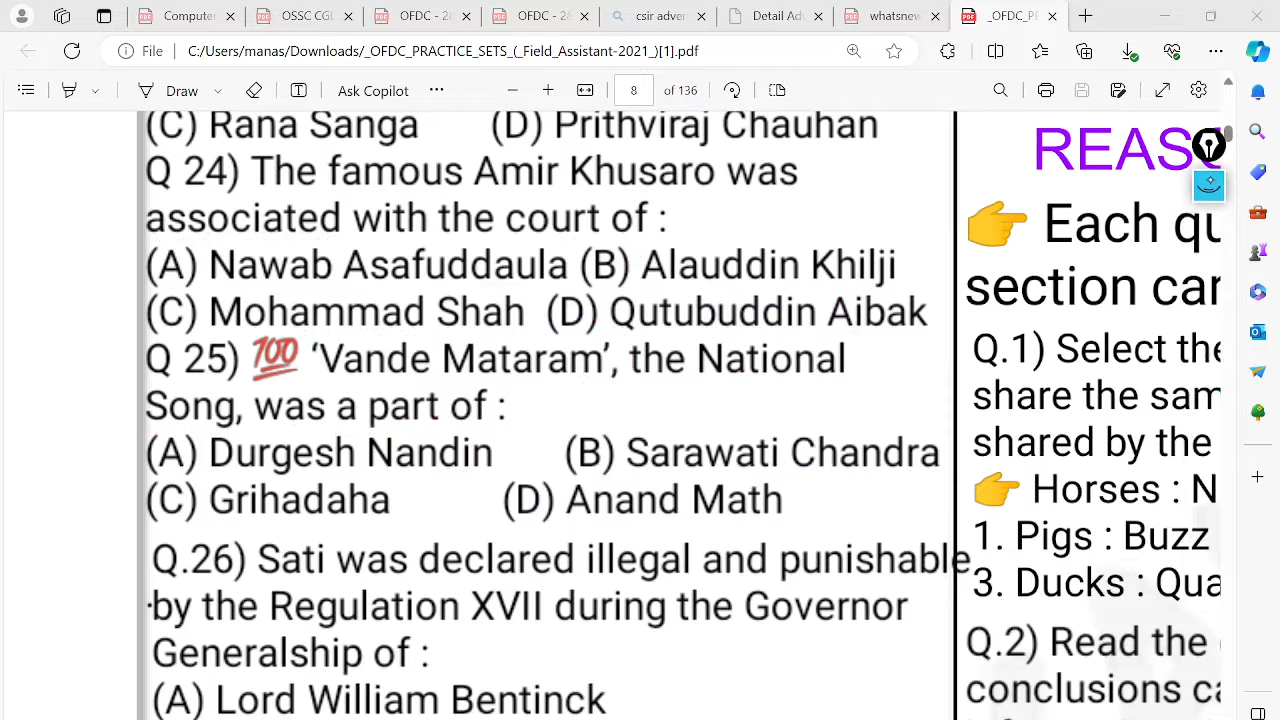 Computer
OSSC CGL
OFDC - 20
OFDC - 20
csir adver
Detail Adv
whatsnew
_OFDC_P
File
C:/Users/manas/Downloads/_OFDC_PRACTICE_SETS_(_Field_Assistant-2021_)[1].pdf
Draw
Ask Copilot
8
of 136
(C) Rana Sanga (D) Prithviraj Chauhan
Q 24) The famous Amir Khusaro was
associated with the court of :
(A) Nawab Asafuddaula (B) Alauddin Khilji
(C) Mohammad Shah (D) Qutubuddin Aibak
Q 25) 💯 ‘Vande Mataram’, the National
Song, was a part of :
(A) Durgesh Nandin (B) Sarawati Chandra
(C) Grihadaha (D) Anand Math
Q.26) Sati was declared illegal and punishable
by the Regulation XVII during the Governor
Generalship of :
(A) Lord William Bentinck
REAS
👉 Each qu
section car
Q.1) Select the
share the sam
shared by the
👉 Horses : N
1. Pigs : Buzz
3. Ducks : Qua
Q.2) Read the
conclusions ca